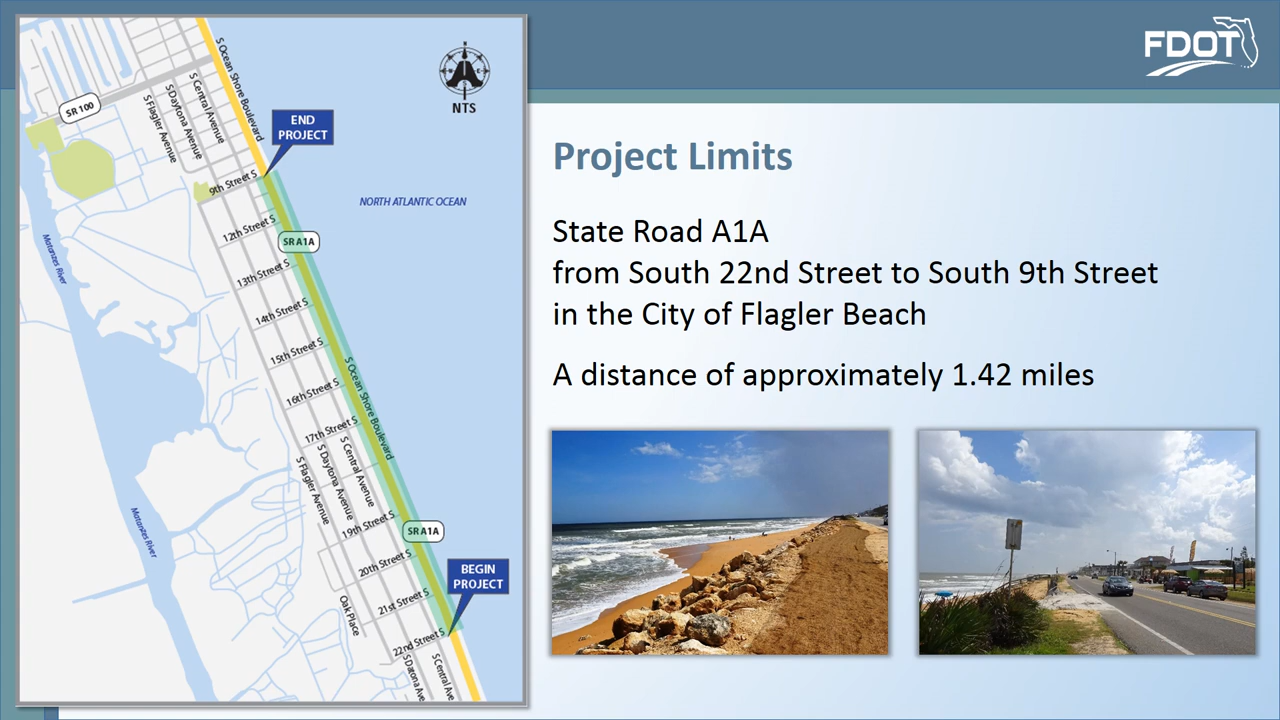 FDOT
Project Limits
State Road A1A
from South 22nd Street to South 9th Street
in the City of Flagler Beach
A distance of approximately 1.42 miles
NTS
SR 100
S Ocean Shore Boulevard
S Central Avenue
S Daytona Avenue
S Flagler Avenue
END
PROJECT
9th Street S
NORTH ATLANTIC OCEAN
12th Street S
SR A1A
Matanzes River
13th Street S
14th Street S
15th Street S
S Ocean Shore Boulevard
16th Street S
17th Street S
S Central Avenue
S Daytona Avenue
S Flagler Avenue
19th Street S
SR A1A
Matanzes River
20th Street S
BEGIN
PROJECT
21st Street S
Oak Place
22nd Street S
S Datona Av
S Central Ave